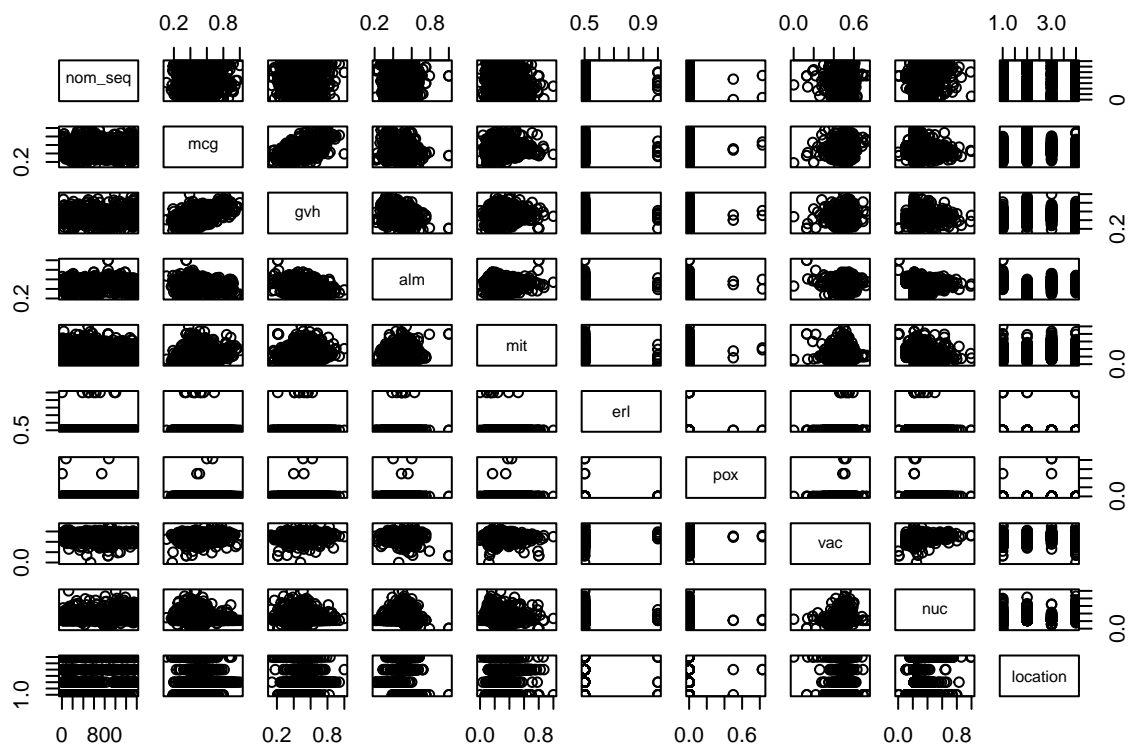 0.2 0.8 0.2 0.8 0.5 0.9 0.0 0.6 1.0 3.0
nom_seq 0
0.2 mcg
gvh 0.2
0.2 alm
mit 0.0
0.5 erl
pox 0.0
0.0 vac
nuc 0.0
1.0 location
0 800 0.2 0.8 0.0 0.8 0.0 0.6 0.0 0.8